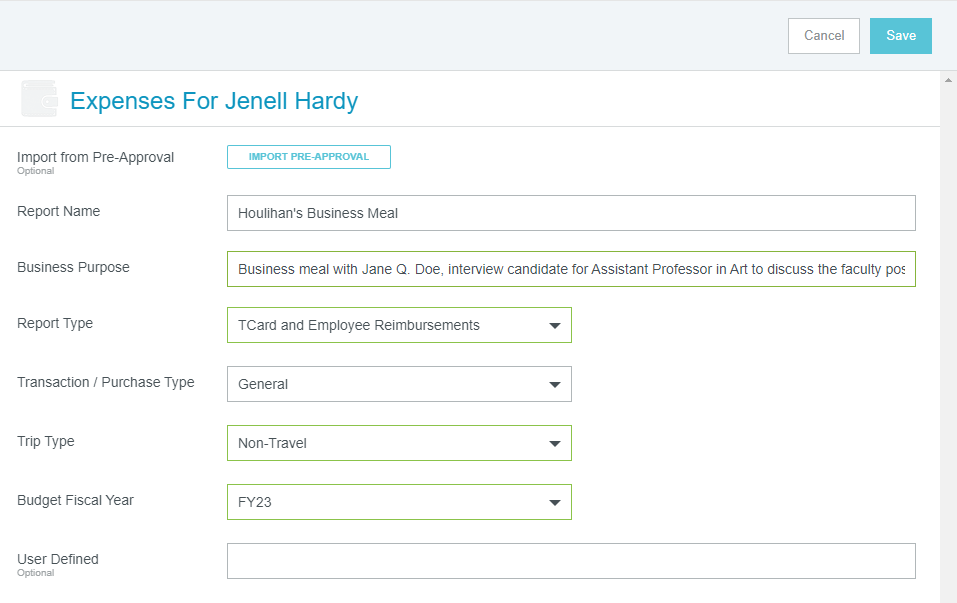 Cancel
Save
Expenses For Jenell Hardy
Import from Pre-Approval
Optional
IMPORT PRE-APPROVAL
Report Name
Houlihan's Business Meal
Business Purpose
Business meal with Jane Q. Doe, interview candidate for Assistant Professor in Art to discuss the faculty pos
Report Type
TCard and Employee Reimbursements
Transaction / Purchase Type
General
Trip Type
Non-Travel
Budget Fiscal Year
FY23
User Defined
Optional